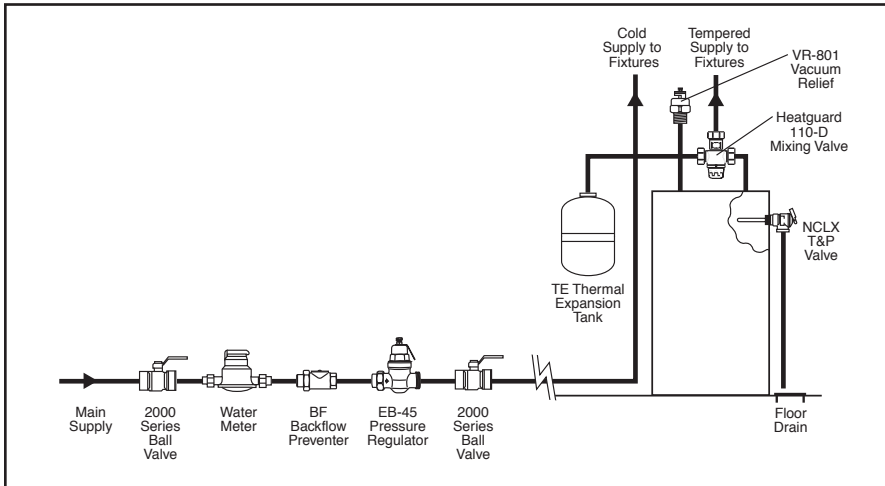 Cold
Supply to
Fixtures
Tempered
Supply to
Fixtures
VR-801
Vacuum
Relief
Heatguard
110-D
Mixing Valve
NCLX
T&P
Valve
TE Thermal
Expansion
Tank
Main
Supply
2000
Series
Ball
Valve
Water
Meter
BF
Backflow
Preventer
EB-45
Pressure
Regulator
2000
Series
Ball
Valve
Floor
Drain